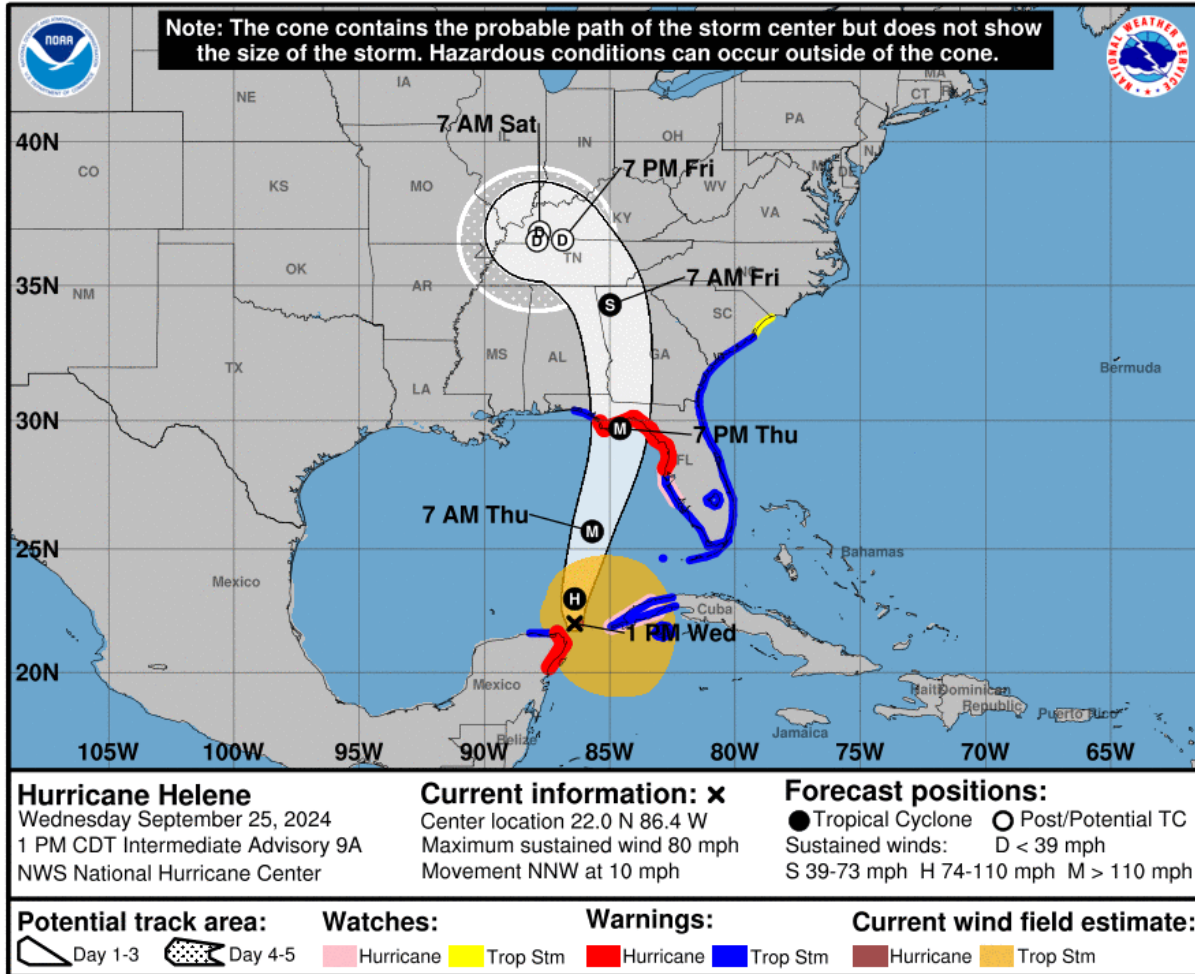 Note: The cone contains the probable path of the storm center but does not show
the size of the storm. Hazardous conditions can occur outside of the cone.
NOAA
NATIONAL WEATHER SERVICE
IA
NE
MA
CT
RI
7 AM Sat
IL
IN
OH
PA
NJ
40N
7 PM Fri
MD
DE
CO
KS
MO
WV
VA
KY
D
D
D
TN
OK
7 AM Fri
NC
35N
NM
AR
S
SC
MS
AL
GA
TX
Bermuda
LA
30N
M
7 PM Thu
FL
7 AM Thu
M
25N
Bahamas
Mexico
H
Cuba
1 PM Wed
20N
Mexico
Haiti
Dominican
Republic
Puerto Rico
Jamaica
Belize
105W
100W
95W
90W
85W
80W
75W
70W
65W
Hurricane Helene
Wednesday September 25, 2024
1 PM CDT Intermediate Advisory 9A
NWS National Hurricane Center
Current information: ×
Center location 22.0 N 86.4 W
Maximum sustained wind 80 mph
Movement NNW at 10 mph
Forecast positions:
● Tropical Cyclone ○ Post/Potential TC
Sustained winds: D < 39 mph
S 39-73 mph H 74-110 mph M > 110 mph
Potential track area:
Day 1-3 Day 4-5
Watches:
Hurricane Trop Stm
Warnings:
Hurricane Trop Stm
Current wind field estimate:
Hurricane Trop Stm